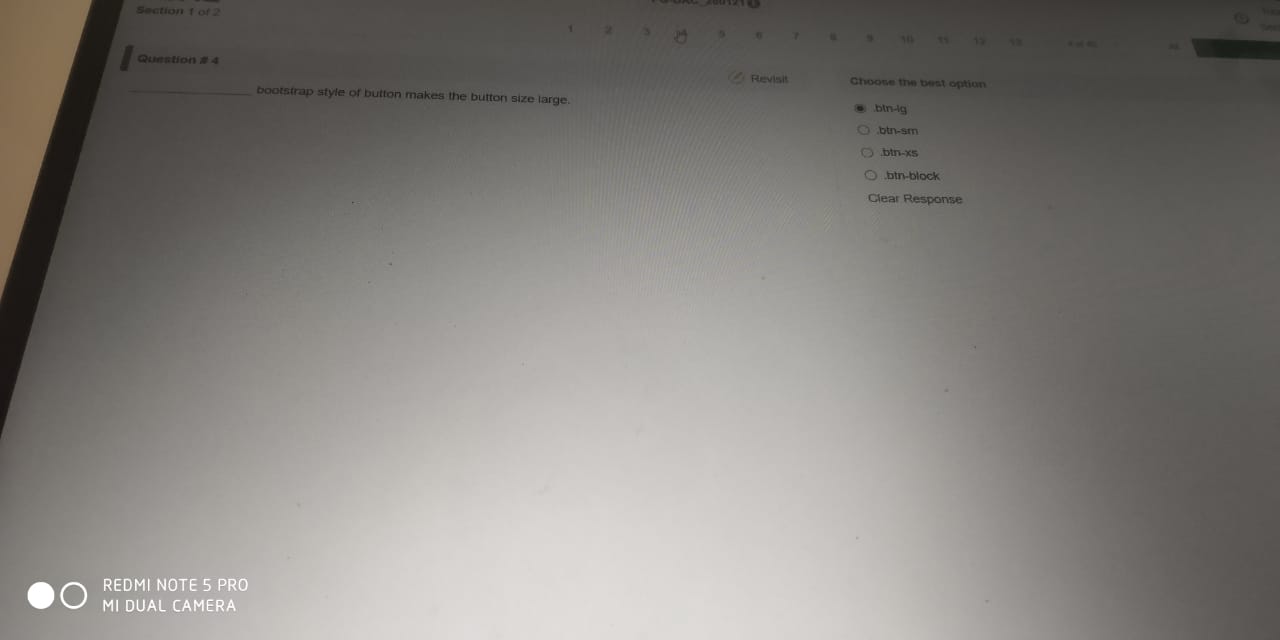 Section 1 of 2
1 2 3 4 5 6 7 8 9 10 11 12 13
Question # 4
Revisit
Choose the best option
____________ bootstrap style of button makes the button size large.
.btn-lg
.btn-sm
.btn-xs
.btn-block
Clear Response
REDMI NOTE 5 PRO
MI DUAL CAMERA